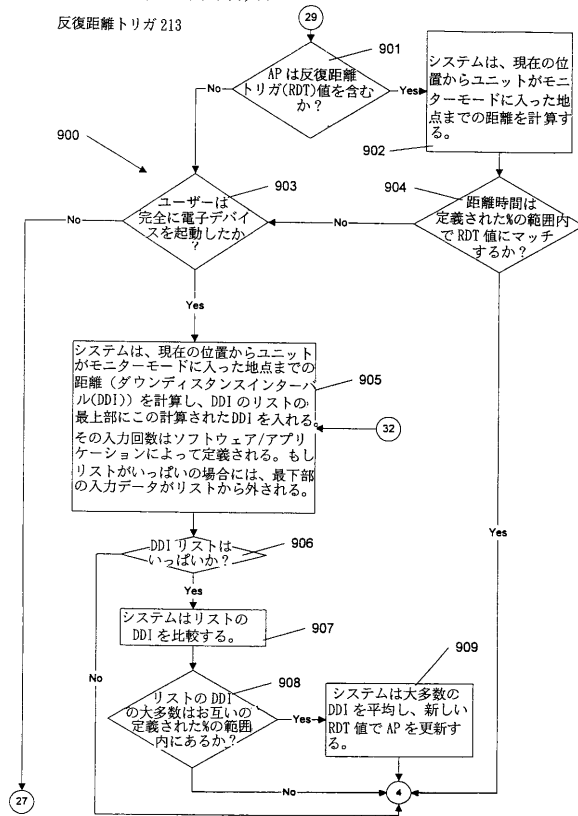 反復距離トリガ 213
29
901
AP は反復距離
トリガ(RDT)値を含む
か?
No
Yes
システムは、現在の位
置からユニットがモニ
ターモードに入った地
点までの距離を計算す
る。
902
900
903
ユーザーは
完全に電子デバイ
スを起動したか
?
No
No
904
距離時間は
定義された%の範囲内
で RDT 値にマッチ
するか?
Yes
システムは、現在の位置からユニット
がモニターモードに入った地点までの
距離(ダウンディスタンスインターバ
ル(DDI))を計算し、DDI のリストの
最上部にこの計算された DDI を入れる。
その入力回数はソフトウェア/アプリ
ケーションによって定義される。もし
リストがいっぱいの場合には、最下部
の入力データがリストから外される。
905
32
DDI リストは
いっぱいか?
906
Yes
Yes
システムはリストの
DDI を比較する。
907
No
908
リストの DDI
の大多数はお互いの
定義された%の範囲
内にあるか?
Yes
909
システムは大多数の
DDI を平均し、新しい
RDT 値で AP を更新す
る。
No
4
27